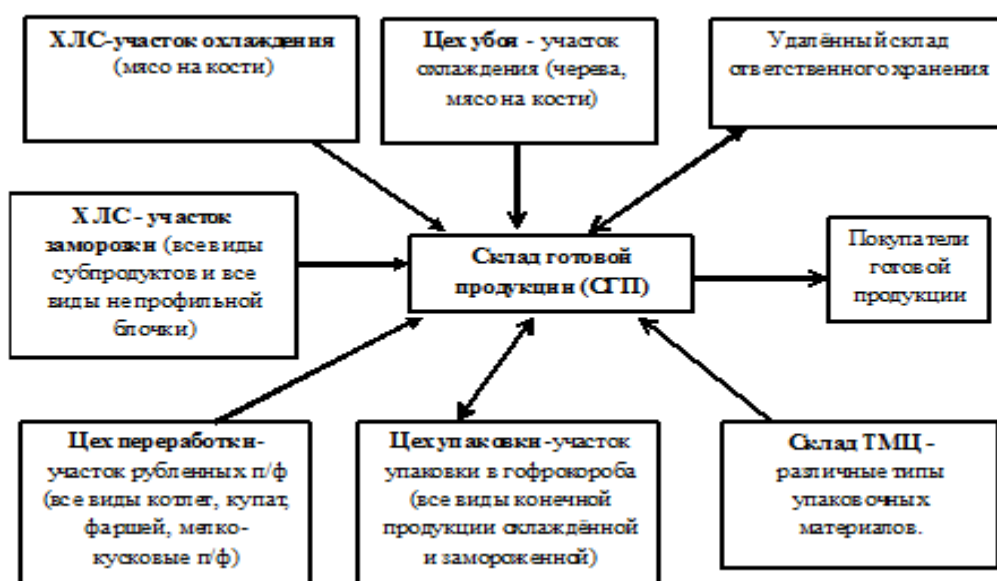 ХЛС-участок охлаждения
(мясо на кости)
Цех убоя - участок
охлаждения (черева,
мясо на кости)
Удалённый склад
ответственного хранения
ХЛС - участок
заморозки (все виды
субпродуктов и все
виды не профильной
блочки)
Склад готовой
продукции (СГП)
Покупатели
готовой
продукции
Цех переработки-
участок рубленных п/ф
(все виды котлет, купат,
фаршей, мелко-
кусковые п/ф)
Цех упаковки-участок
упаковки в гофрокороба
(все виды конечной
продукции охлаждённой
и замороженной)
Склад ТМЦ -
различные типы
упаковочных
материалов.